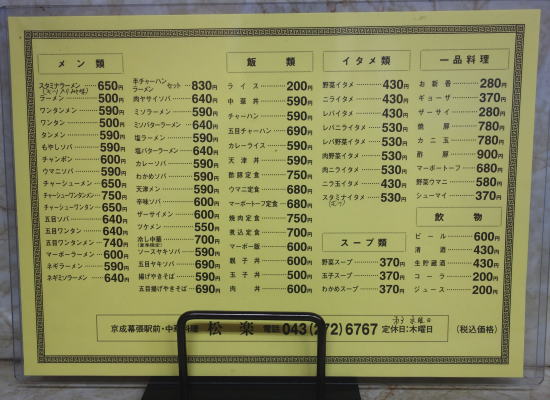 メン類
スタミナラーメン 650円
ラーメン 500円
ワンタンメン 590円
ワンタン 500円
タンメン 590円
もやしソバ 590円
チャンポン 600円
ウマニソバ 590円
チャーシューメン 650円
チャーシューワンタンメン 750円
チャーシューワンタン 650円
五目ソバ 640円
五目ワンタン 640円
五目ワンタンメン 740円
マーボーラーメン 600円
ネギラーメン 590円
ネギミソラーメン 640円
半チャーハン
ラーメン セット 830円
肉ヤサイソバ 640円
ミソラーメン 590円
ミソバターラーメン 640円
塩ラーメン 590円
塩バターラーメン 640円
カレーソバ 590円
わかめソバ 590円
天津メン 590円
辛味ソバ 600円
ザーサイメン 600円
ツケメン 550円
冷し中華 700円
ソースヤキソバ 590円
五目ヤキソバ 690円
揚げやきそば 590円
五目揚げやきそば 690円
飯類
ライス 200円
中華丼 590円
チャーハン 590円
五目チャーハン 690円
カレーライス 590円
天津丼 590円
酢豚定食 750円
ウマニ定食 680円
マーボー定食 680円
焼肉定食 750円
煮込定食 700円
マーボー飯 600円
親子丼 600円
玉子丼 500円
肉丼 600円
イタメ類
野菜イタメ 430円
ニライタメ 430円
レバイタメ 430円
レバニライタメ 530円
レバ野菜イタメ 530円
肉野菜イタメ 530円
肉ニライタメ 530円
ニラ玉イタメ 430円
スタミナイタメ 530円
スープ類
野菜スープ 370円
玉子スープ 370円
わかめスープ 370円
一品料理
お新香 280円
ギョーザ 370円
ザーサイ 280円
焼豚 780円
カニ玉 780円
酢豚 900円
マーボートーフ 680円
野菜ウマニ 580円
シューマイ 370円
飲物
ビール 600円
清酒 430円
生貯蔵酒 430円
コーラ 200円
ジュース 200円
京成幕張駅前・中華料理 松楽 電話 043(272)6767 定休日:木曜日 (税込価格)